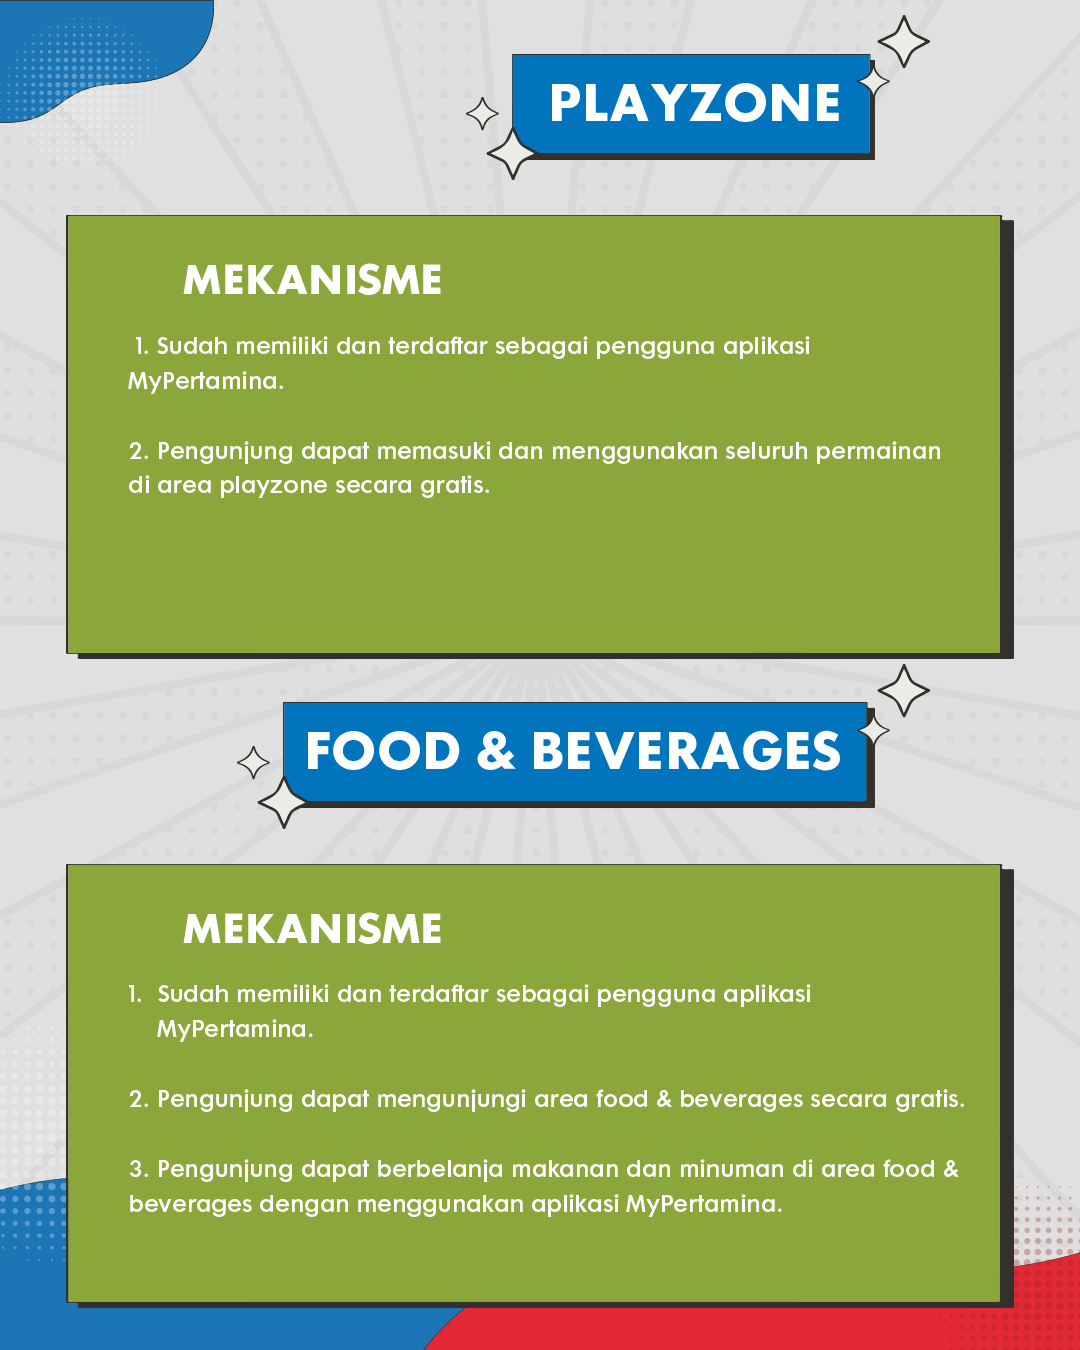 PLAYZONE
MEKANISME
1. Sudah memiliki dan terdaftar sebagai pengguna aplikasi
MyPertamina.
2. Pengunjung dapat memasuki dan menggunakan seluruh permainan
di area playzone secara gratis.
FOOD & BEVERAGES
MEKANISME
1. Sudah memiliki dan terdaftar sebagai pengguna aplikasi
MyPertamina.
2. Pengunjung dapat mengunjungi area food & beverages secara gratis.
3. Pengunjung dapat berbelanja makanan dan minuman di area food &
beverages dengan menggunakan aplikasi MyPertamina.